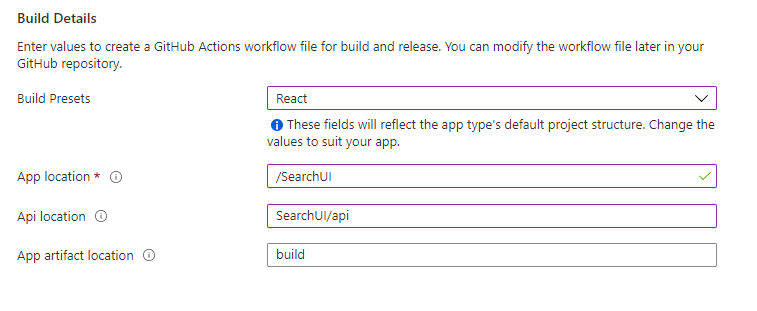 Build Details
Enter values to create a GitHub Actions workflow file for build and release. You can modify the workflow file later in your
GitHub repository.
Build Presets
React
These fields will reflect the app type's default project structure. Change the
values to suit your app.
App location *
/SearchUI
Api location
SearchUI/api
App artifact location
build